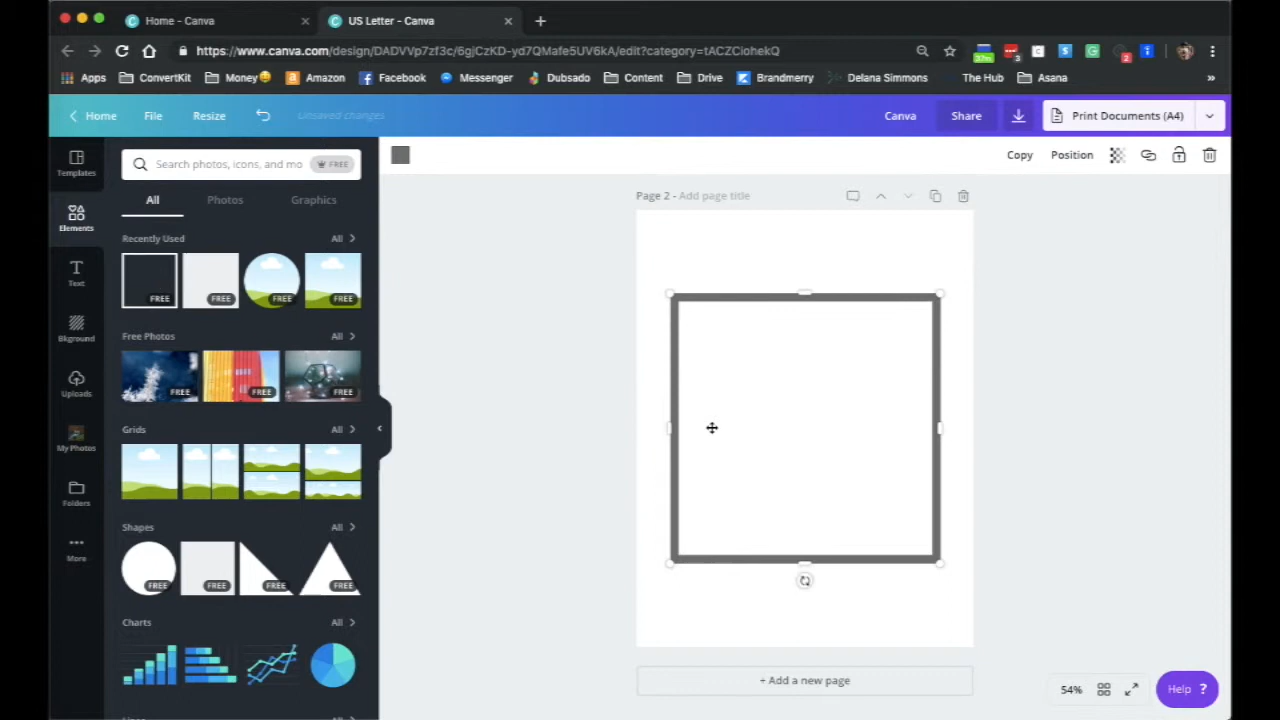 Home - Canva
US Letter - Canva
https://www.canva.com/design/DADVVp7zf3c/6gjCzKD-yd7QMafe5UV6kA/edit?category=tACZCiohekQ
Apps
ConvertKit
Money
Amazon
Facebook
Messenger
Dubsado
Content
Drive
Brandmerry
Delana Simmons
The Hub
Asana
Home
File
Resize
Unsaved changes
Canva
Share
Print Documents (A4)
Templates
Elements
Text
Bkground
Uploads
My Photos
Folders
More
Search photos, icons, and mo
FREE
All
Photos
Graphics
Recently Used
All
FREE
FREE
FREE
FREE
Free Photos
All
FREE
FREE
FREE
Grids
All
Shapes
All
FREE
FREE
FREE
FREE
Charts
All
Copy
Position
Page 2 - Add page title
+ Add a new page
54%
Help ?